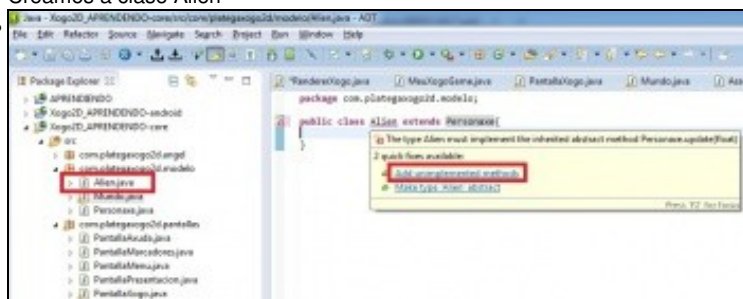 Creamos a clase Alien
Java - Xogo2D_APRENDENDO-core/src/com/plategaxogo2d/modelo/Alien.java - ADT
File Edit Refactor Source Navigate Search Project Run Window Help
Package Explorer
*RendererXogo.java MeuXogoGame.java PantallaXogo.java Mundo.java
APRENDENDO
Xogo2D_APRENDENDO-android
Xogo2D_APRENDENDO-core
src
com.plategaxogo2d.angel
com.plategaxogo2d.modelo
Alien.java
Mundo.java
Personaxe.java
com.plategaxogo2d.pantallas
PantallaAxuda.java
PantallaMarcadores.java
PantallaMenu.java
PantallaPresentacion.java
PantallaXogo.java
package com.plategaxogo2d.modelo;
public class Alien extends Personaxe{
}
The type Alien must implement the inherited abstract method Personaxe.update(float)
2 quick fixes available:
Add unimplemented methods
Make type 'Alien' abstract
Press 'F2' for focus